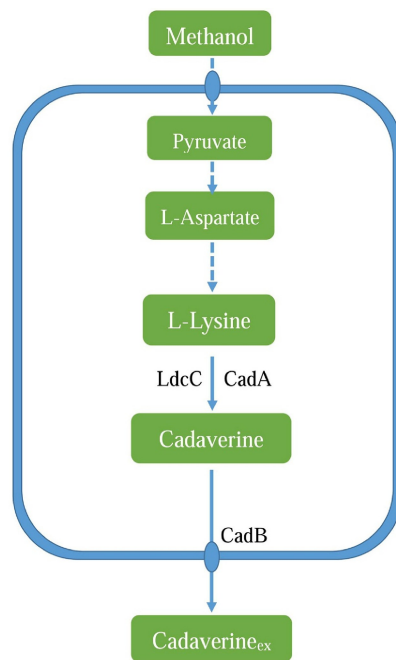 Methanol
Pyruvate
L-Aspartate
L-Lysine
LdcC CadA
Cadaverine
CadB
Cadaverineex